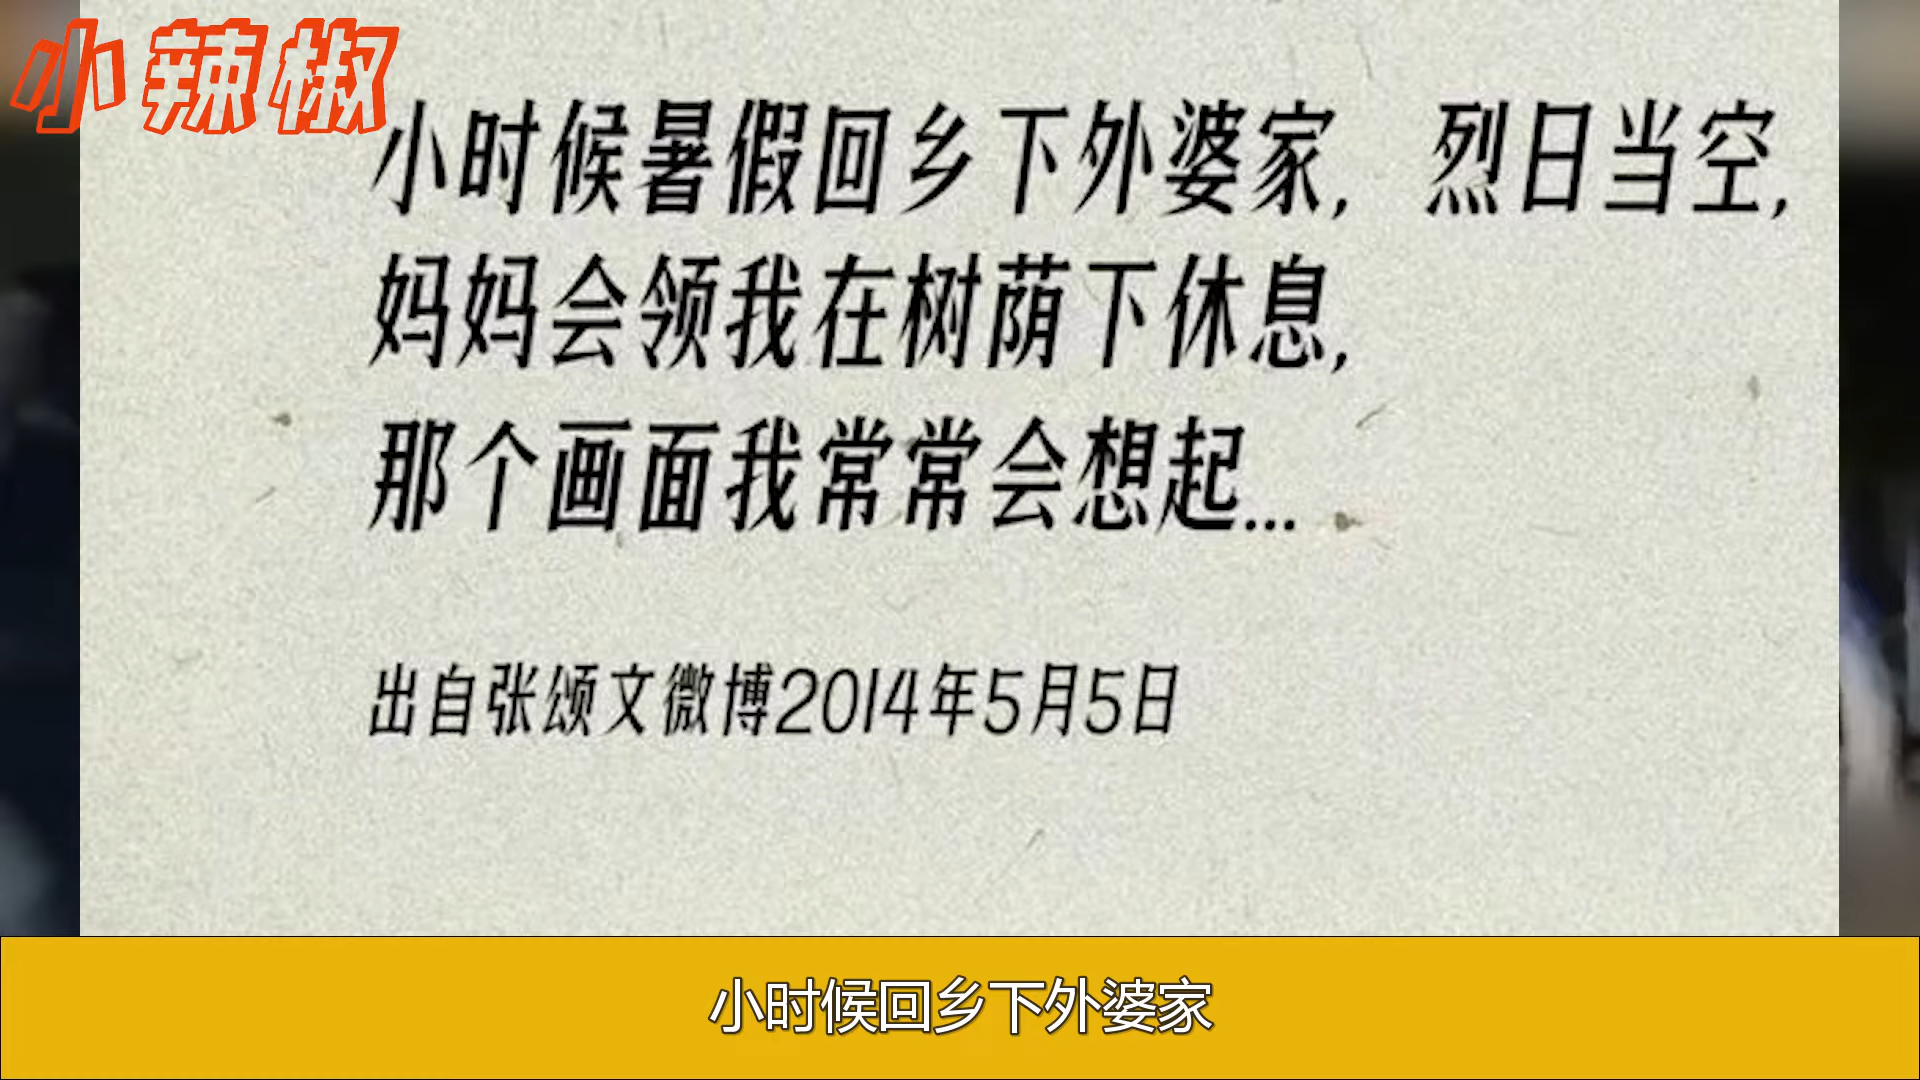 小辣椒
小时候暑假回乡下外婆家，烈日当空，
妈妈会领我在树荫下休息，
那个画面我常常会想起...
出自张颂文微博2014年5月5日
小时候回乡下外婆家